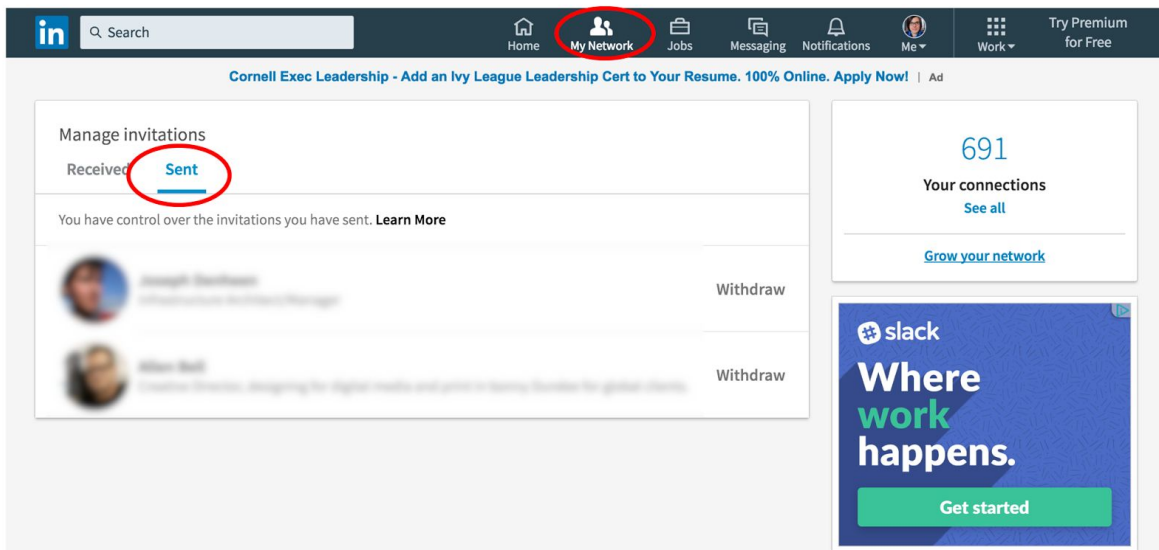 in
Search
Home
My Network
Jobs
Messaging
Notifications
Me
Work
Try Premium
for Free
Cornell Exec Leadership - Add an Ivy League Leadership Cert to Your Resume. 100% Online. Apply Now! | Ad
Manage invitations
Received Sent
You have control over the invitations you have sent. Learn More
Withdraw
Withdraw
691
Your connections
See all
Grow your network
slack
Where
work
happens.
Get started